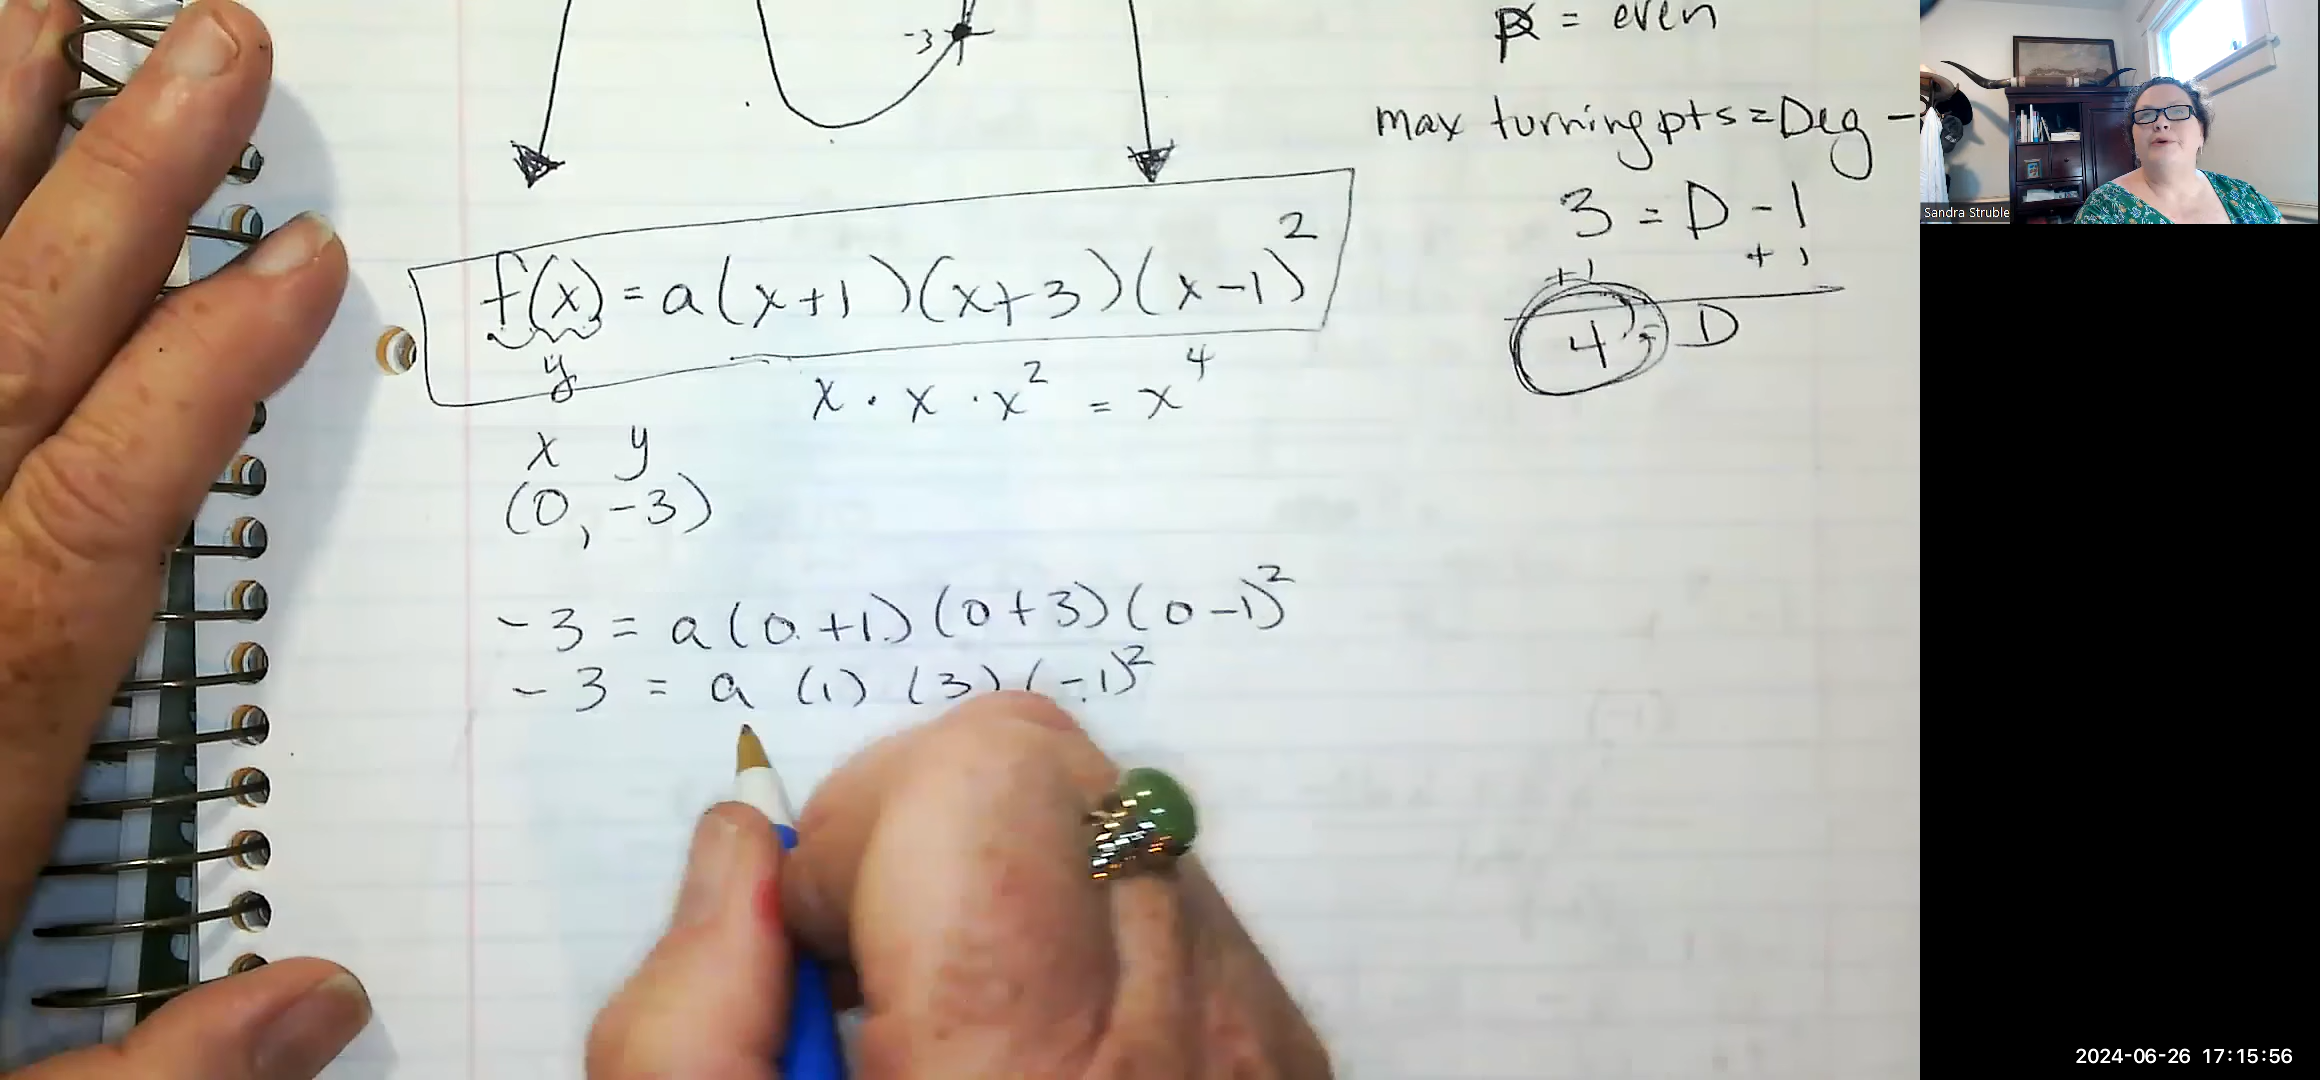 -3
= even
max turning pts = Deg -
3 = D - 1
+1 +1
4 = D
f(x) = a(x+1)(x+3)(x-1)²
y
x · x · x² = x⁴
x y
(0, -3)
-3 = a(0+1)(0+3)(0-1)²
-3 = a (1) (3) (-1)²
Sandra Struble
2024-06-26 17:15:56